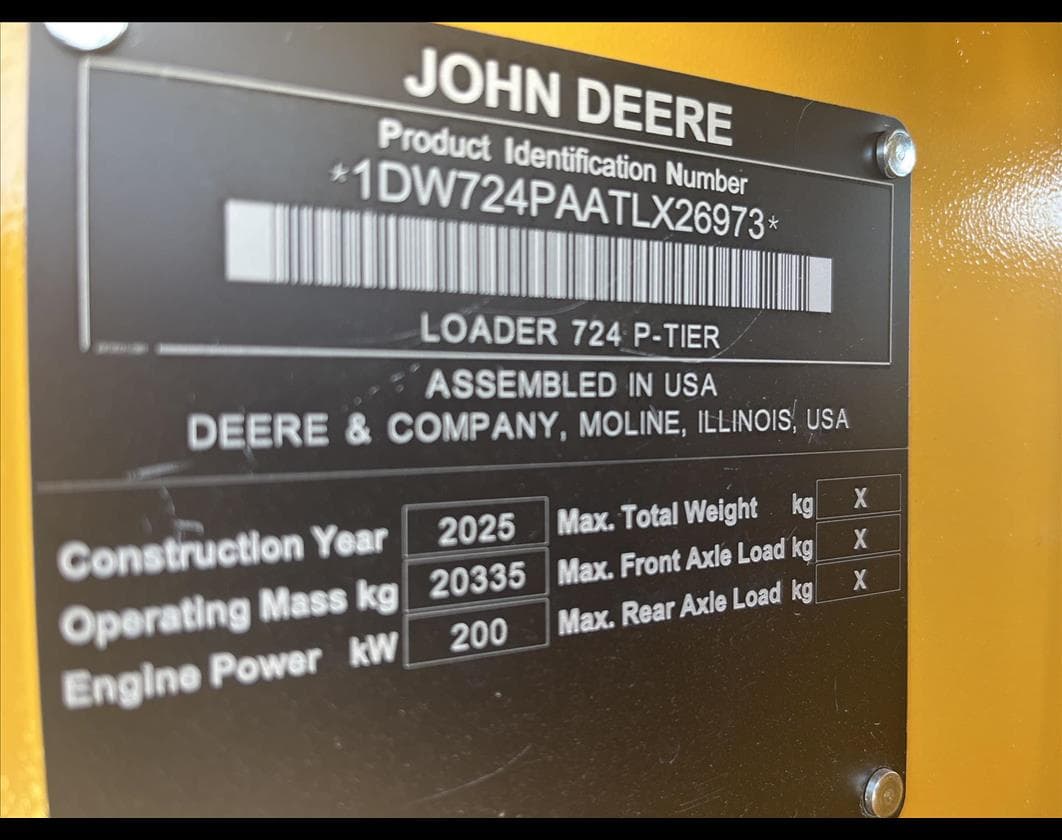 JOHN DEERE
Product Identification Number
*1DW724PAATLX26973*
LOADER 724 P-TIER
ASSEMBLED IN USA
DEERE & COMPANY, MOLINE, ILLINOIS, USA
Construction Year 2025 Max. Total Weight kg X
Operating Mass kg 20335 Max. Front Axle Load kg X
Engine Power kW 200 Max. Rear Axle Load kg X